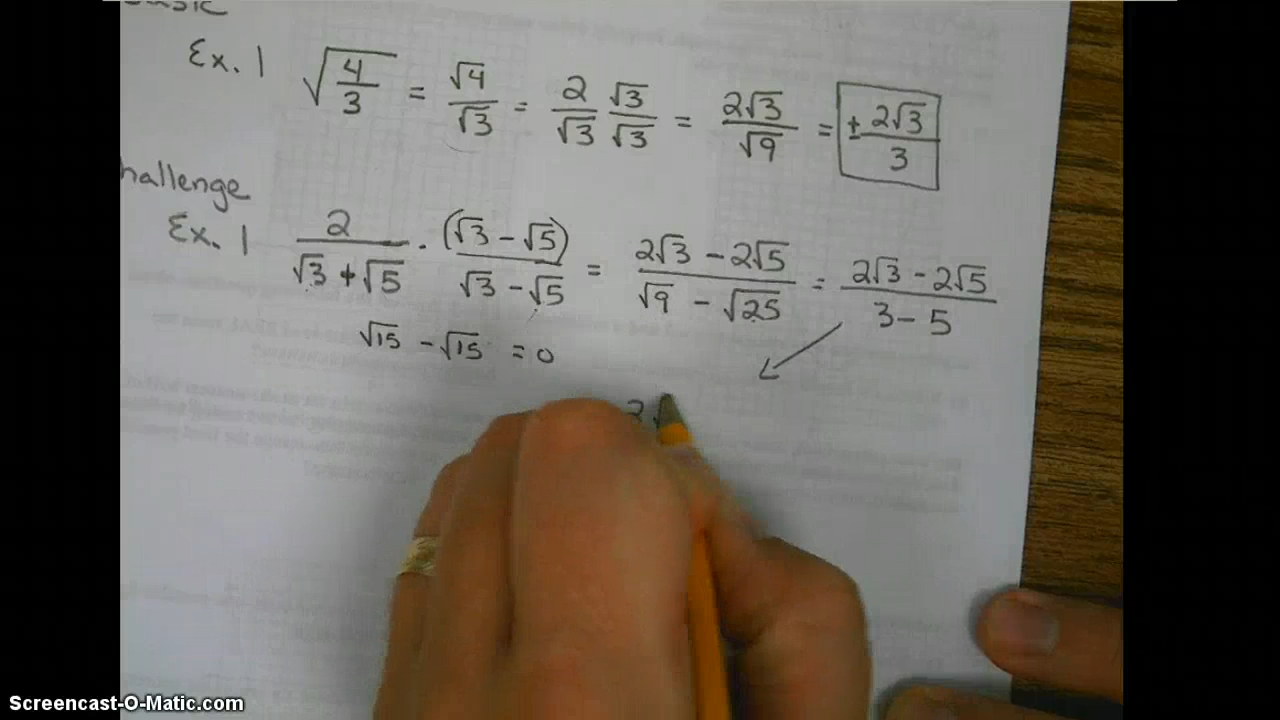 Ex. 1 √(4/3) = √4/√3 = 2/√3 √3/√3 = 2√3/√9 = ± 2√3/3
hallenge
Ex. 1 2/(√3 + √5) · (√3 - √5)/(√3 - √5) = (2√3 - 2√5)/(√9 - √25) = (2√3 - 2√5)/(3 - 5)
√15 - √15 = 0
2
Screencast-O-Matic.com